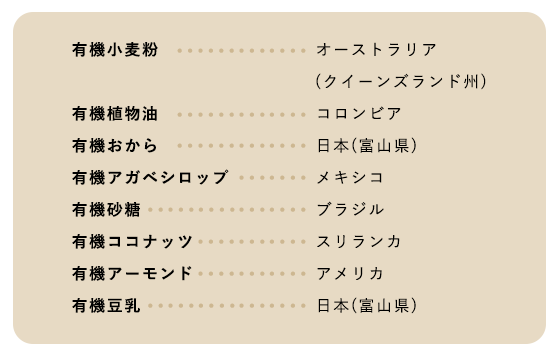 有機小麦粉 オーストラリア
(クイーンズランド州)
有機植物油 コロンビア
有機おから 日本(富山県)
有機アガベシロップ メキシコ
有機砂糖 ブラジル
有機ココナッツ スリランカ
有機アーモンド アメリカ
有機豆乳 日本(富山県)